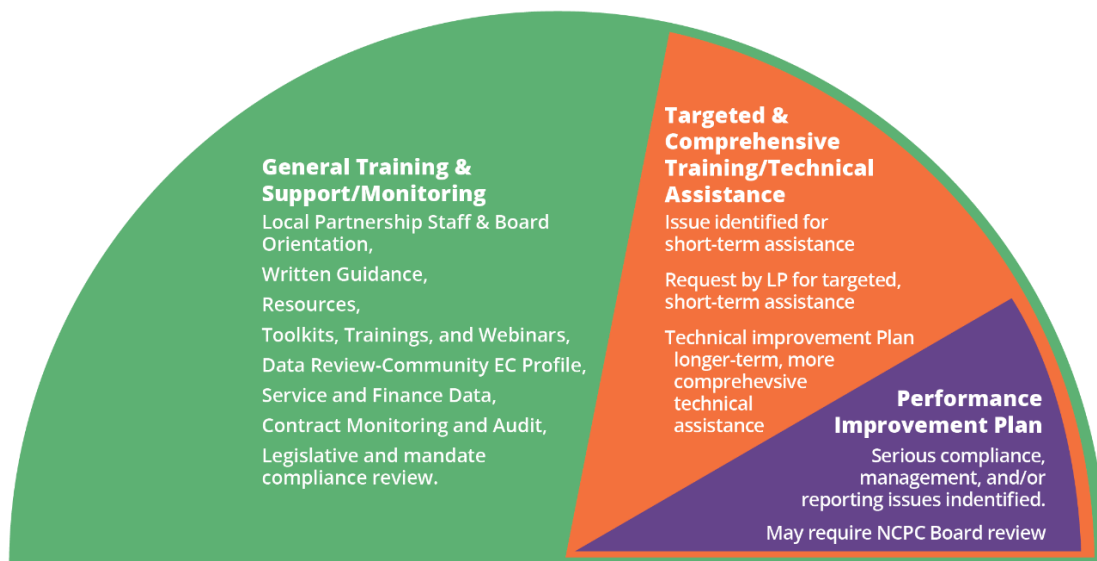 General Training &
Support/Monitoring
Local Partnership Staff & Board
Orientation,
Written Guidance,
Resources,
Toolkits, Trainings, and Webinars,
Data Review-Community EC Profile,
Service and Finance Data,
Contract Monitoring and Audit,
Legislative and mandate
compliance review.
Targeted &
Comprehensive
Training/Technical
Assistance
Issue identified for
short-term assistance
Request by LP for targeted,
short-term assistance
Technical improvement Plan
longer-term, more
comprehevsive
technical
assistance
Performance
Improvement Plan
Serious compliance,
management, and/or
reporting issues indentified.
May require NCPC Board review